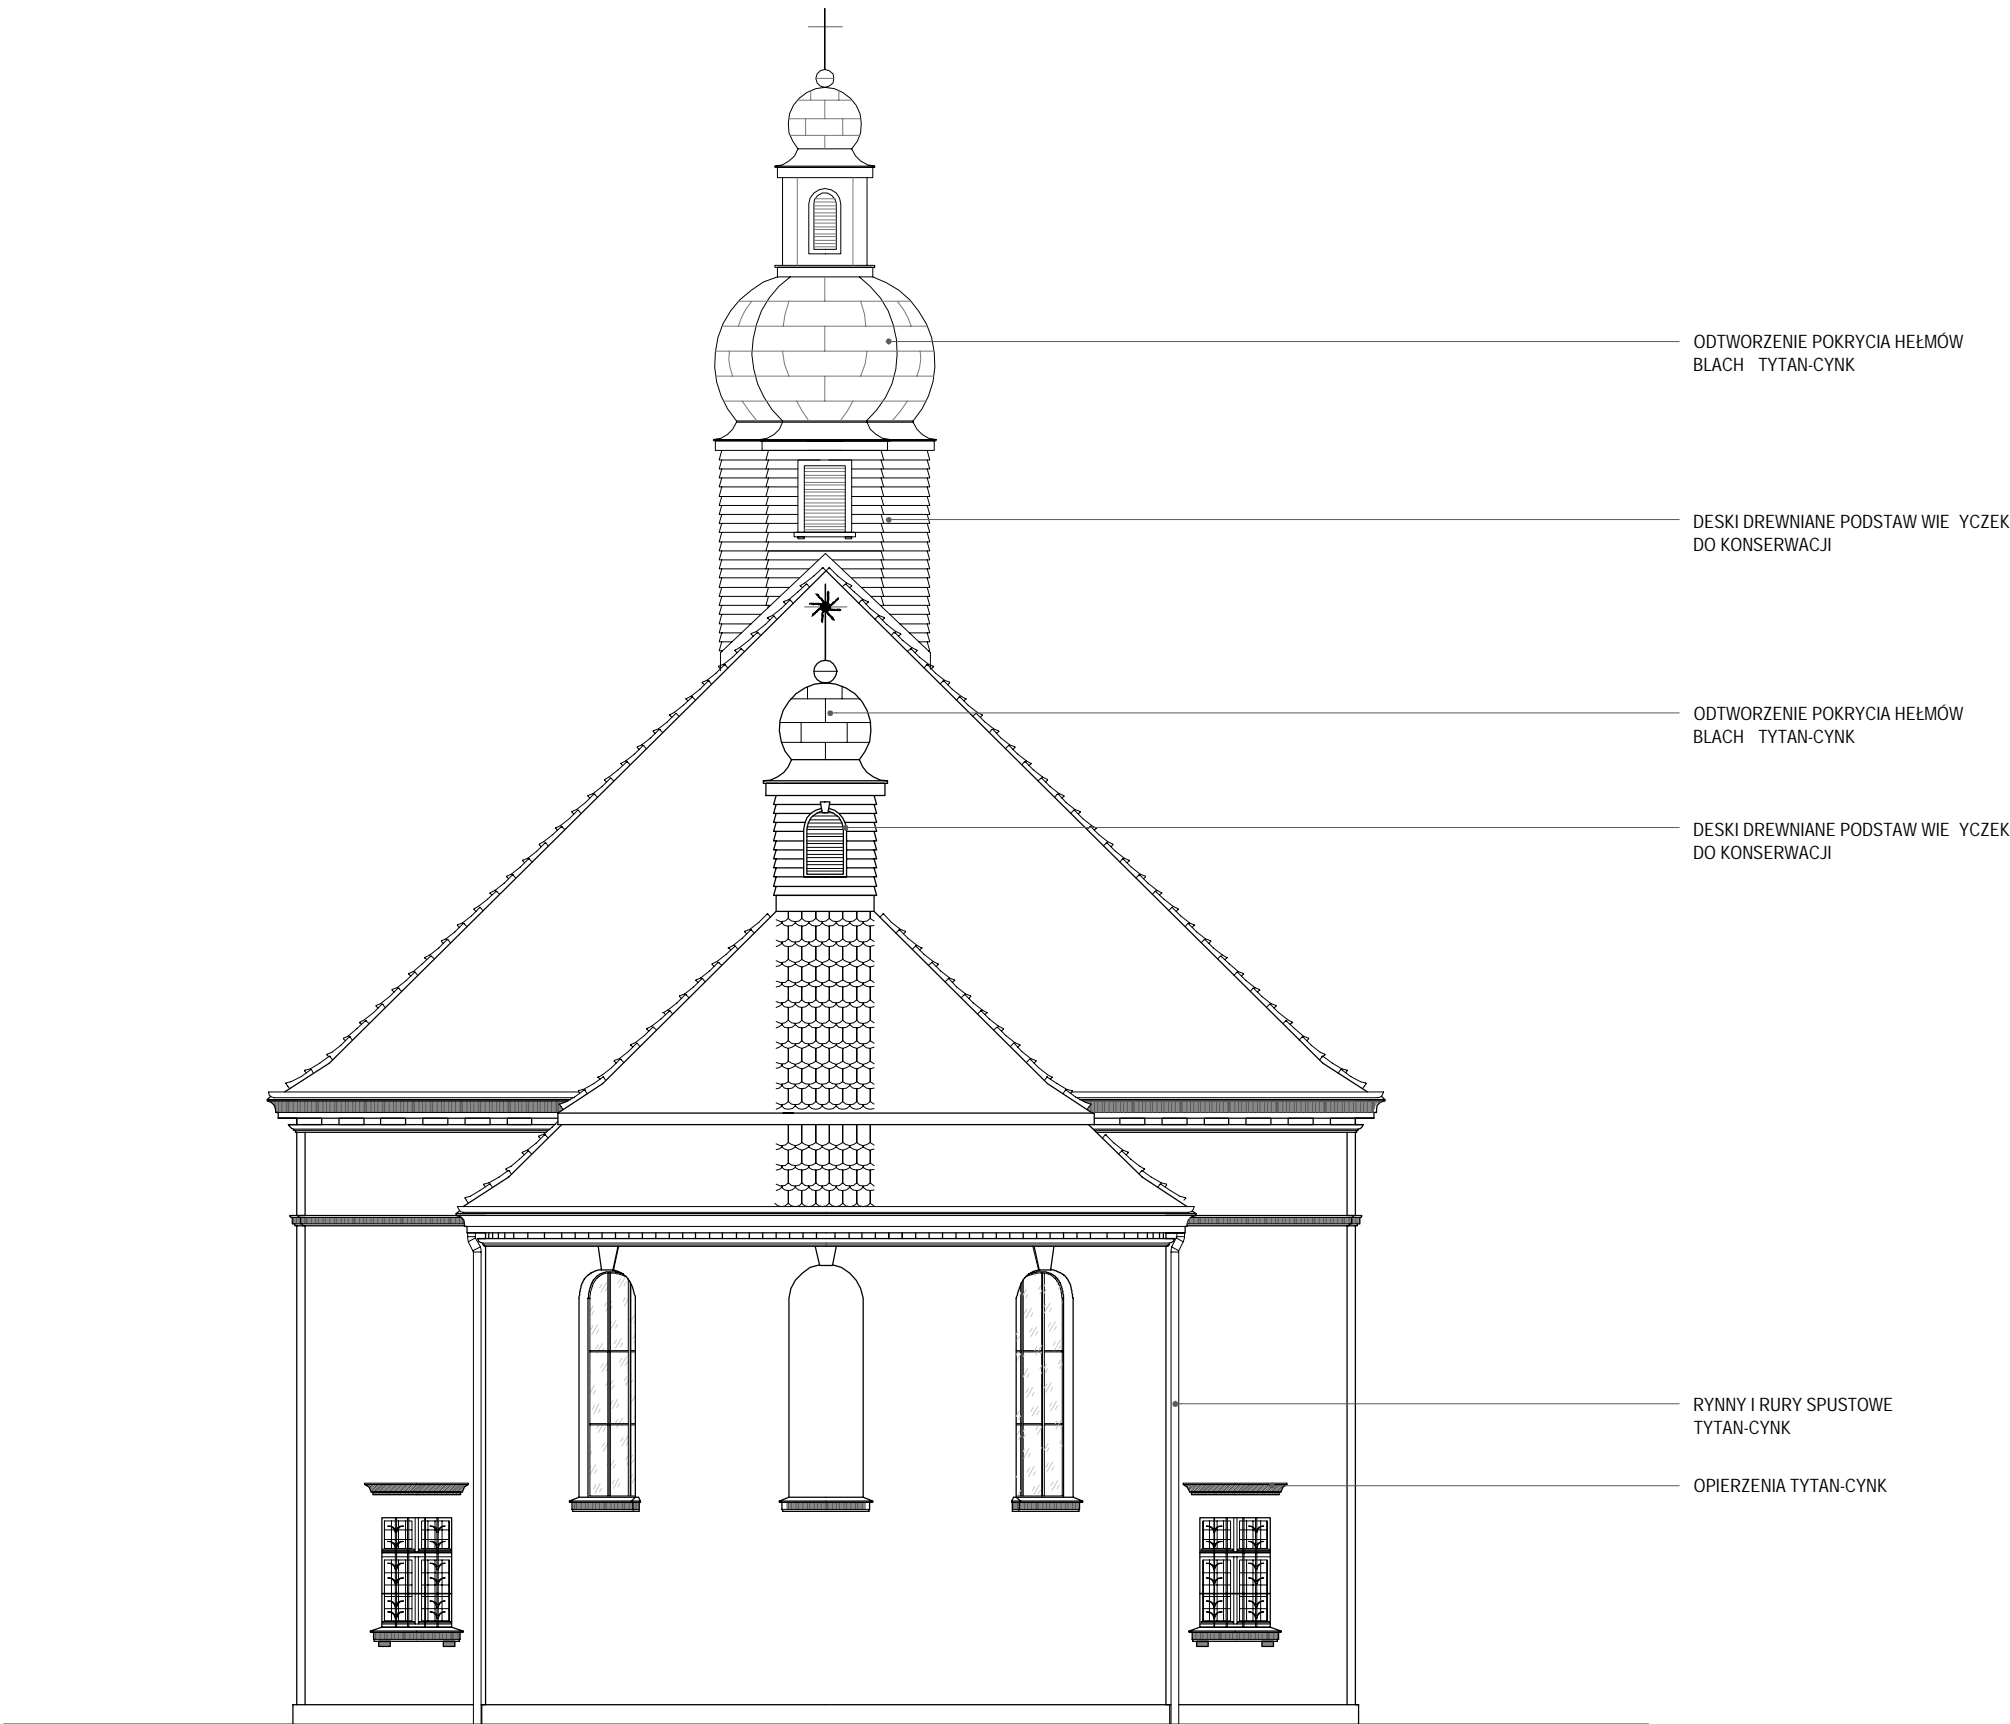 ODTWORZENIE POKRYCIA HEŁMÓW
BLACH TYTAN-CYNK
DESKI DREWNIANE PODSTAW WIE YCZEK
DO KONSERWACJI
ODTWORZENIE POKRYCIA HEŁMÓW
BLACH TYTAN-CYNK
DESKI DREWNIANE PODSTAW WIE YCZEK
DO KONSERWACJI
RYNNY I RURY SPUSTOWE
TYTAN-CYNK
OPIERZENIA TYTAN-CYNK